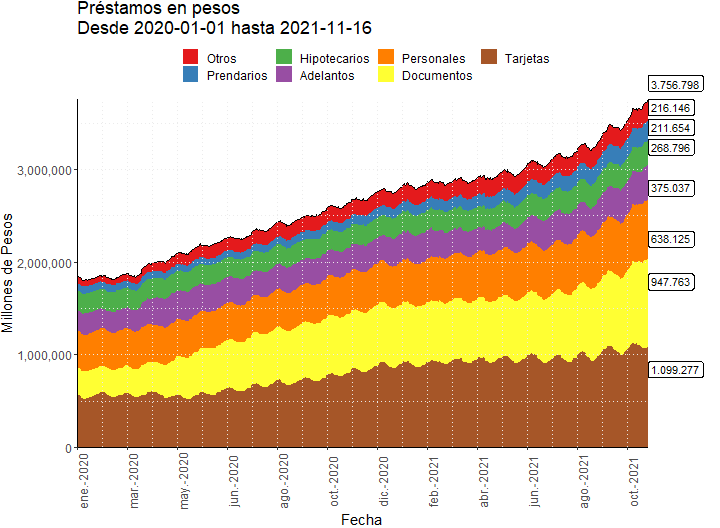 Préstamos en pesos
Desde 2020-01-01 hasta 2021-11-16
Otros Hipotecarios Personales Tarjetas
Prendarios Adelantos Documentos
3.756.798
216.146
211.654
268.796
375.037
638.125
947.763
1.099.277
3,000,000
2,000,000
1,000,000
0
Millones de Pesos
ene.-2020
mar.-2020
may.-2020
jun.-2020
ago.-2020
oct.-2020
dic.-2020
feb.-2021
abr.-2021
jun.-2021
ago.-2021
oct.-2021
Fecha